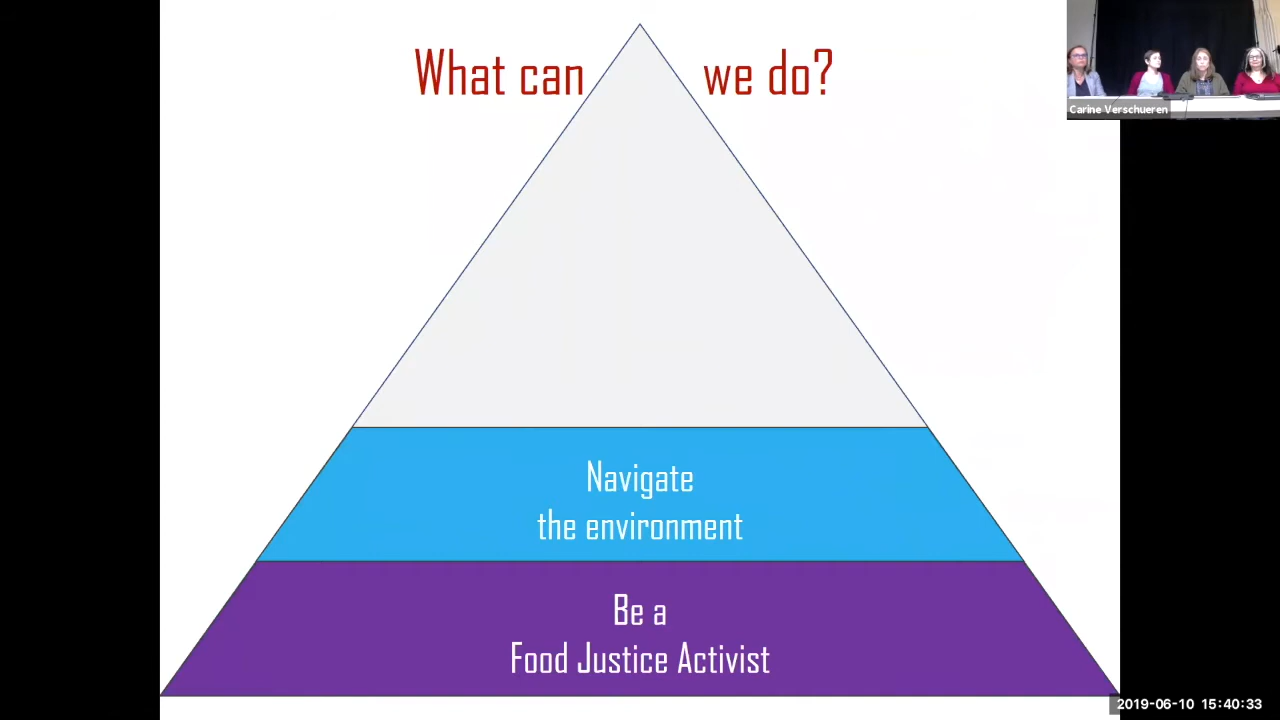 What can we do?
Carine Verschueren
Navigate
the environment
Be a
Food Justice Activist
2019-06-10 15:40:33